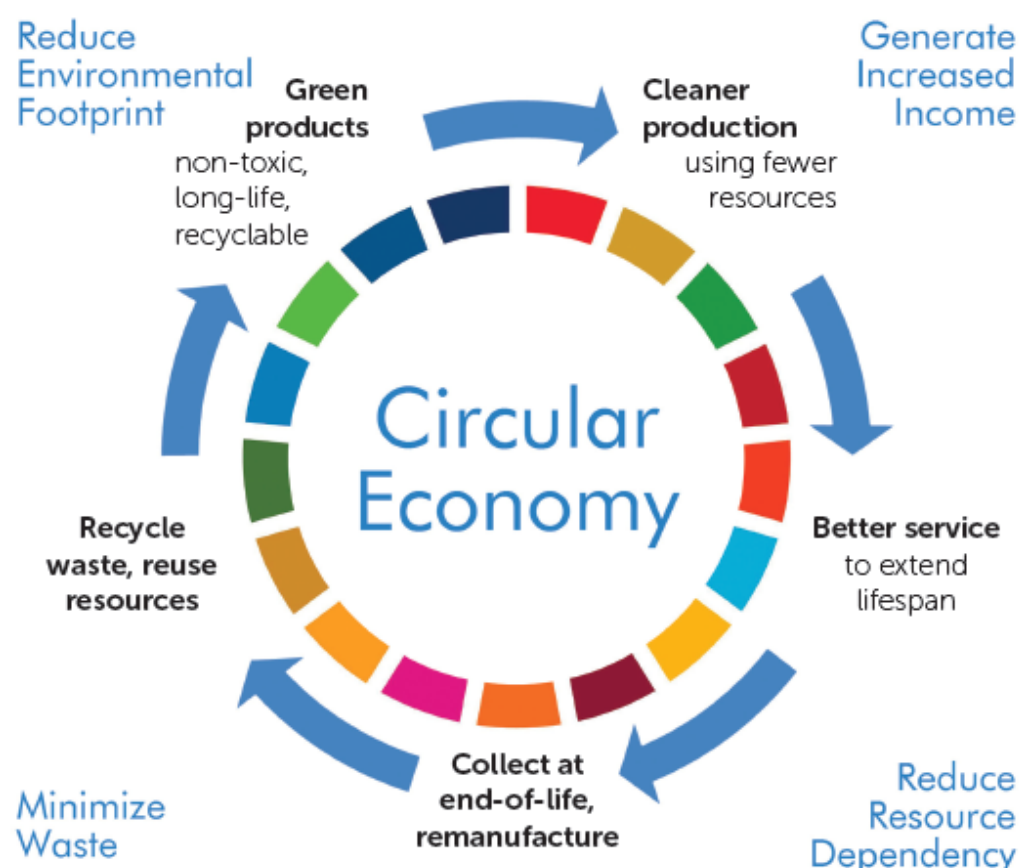 Reduce
Environmental
Footprint
Generate
Increased
Income
Green
products
non-toxic,
long-life,
recyclable
Cleaner
production
using fewer
resources
Circular
Economy
Better service
to extend
lifespan
Recycle
waste, reuse
resources
Collect at
end-of-life,
remanufacture
Minimize
Waste
Reduce
Resource
Dependency